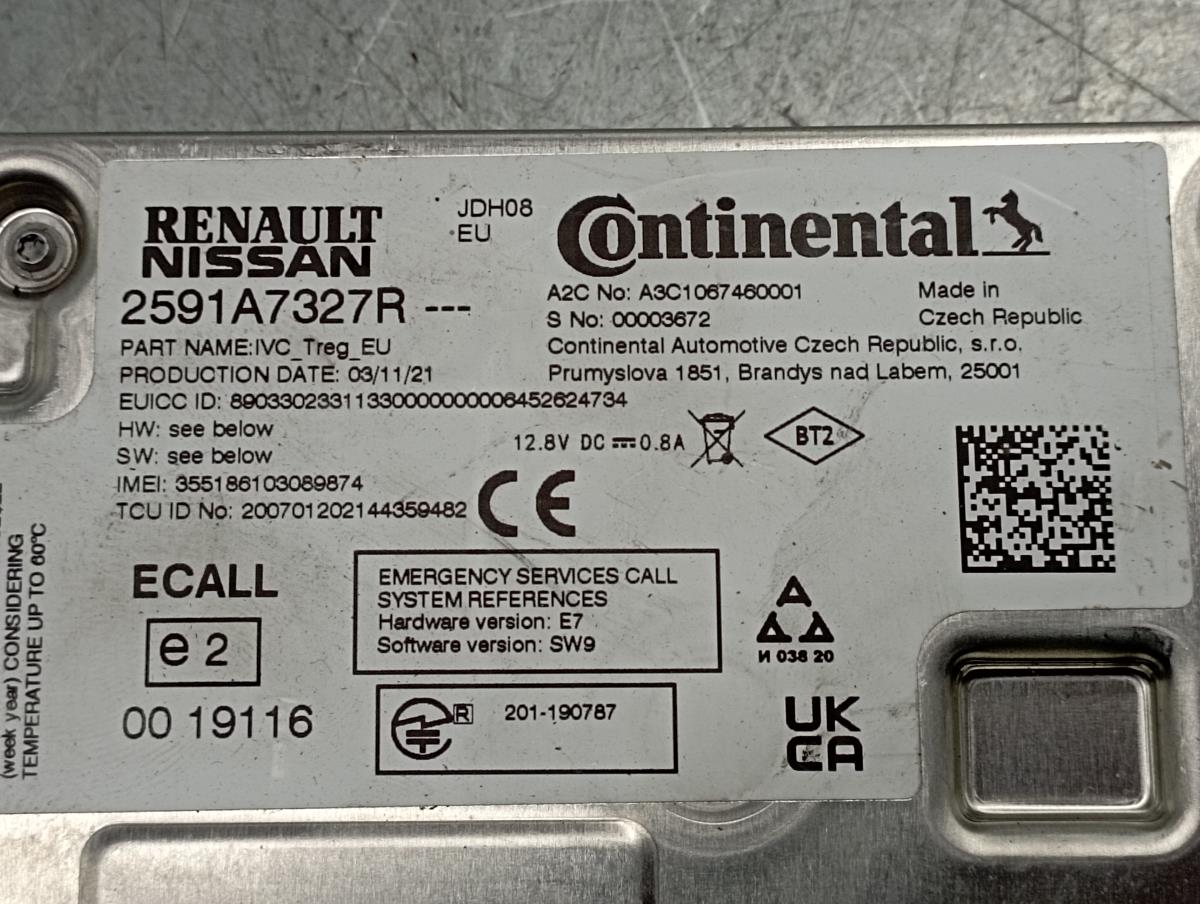 RENAULT
NISSAN
JDH08
EU
Continental
2591A7327R ---
A2C No: A3C1067460001
Made in
S No: 00003672
Czech Republic
PART NAME:IVC_Treg_EU
Continental Automotive Czech Republic, s.r.o.
PRODUCTION DATE: 03/11/21
Prumyslova 1851, Brandys nad Labem, 25001
EUICC ID: 89033023311330000000006452624734
HW: see below
12.8V DC ⎓ 0.8A
BT2
SW: see below
IMEI: 355186103089874
TCU ID No: 200701202144359482
CE
ECALL
e2
00 19116
EMERGENCY SERVICES CALL
SYSTEM REFERENCES
Hardware version: E7
Software version: SW9
И 038 20
R 201-190787
UK
CA
(week year) CONSIDERING
TEMPERATURE UP TO 60°C